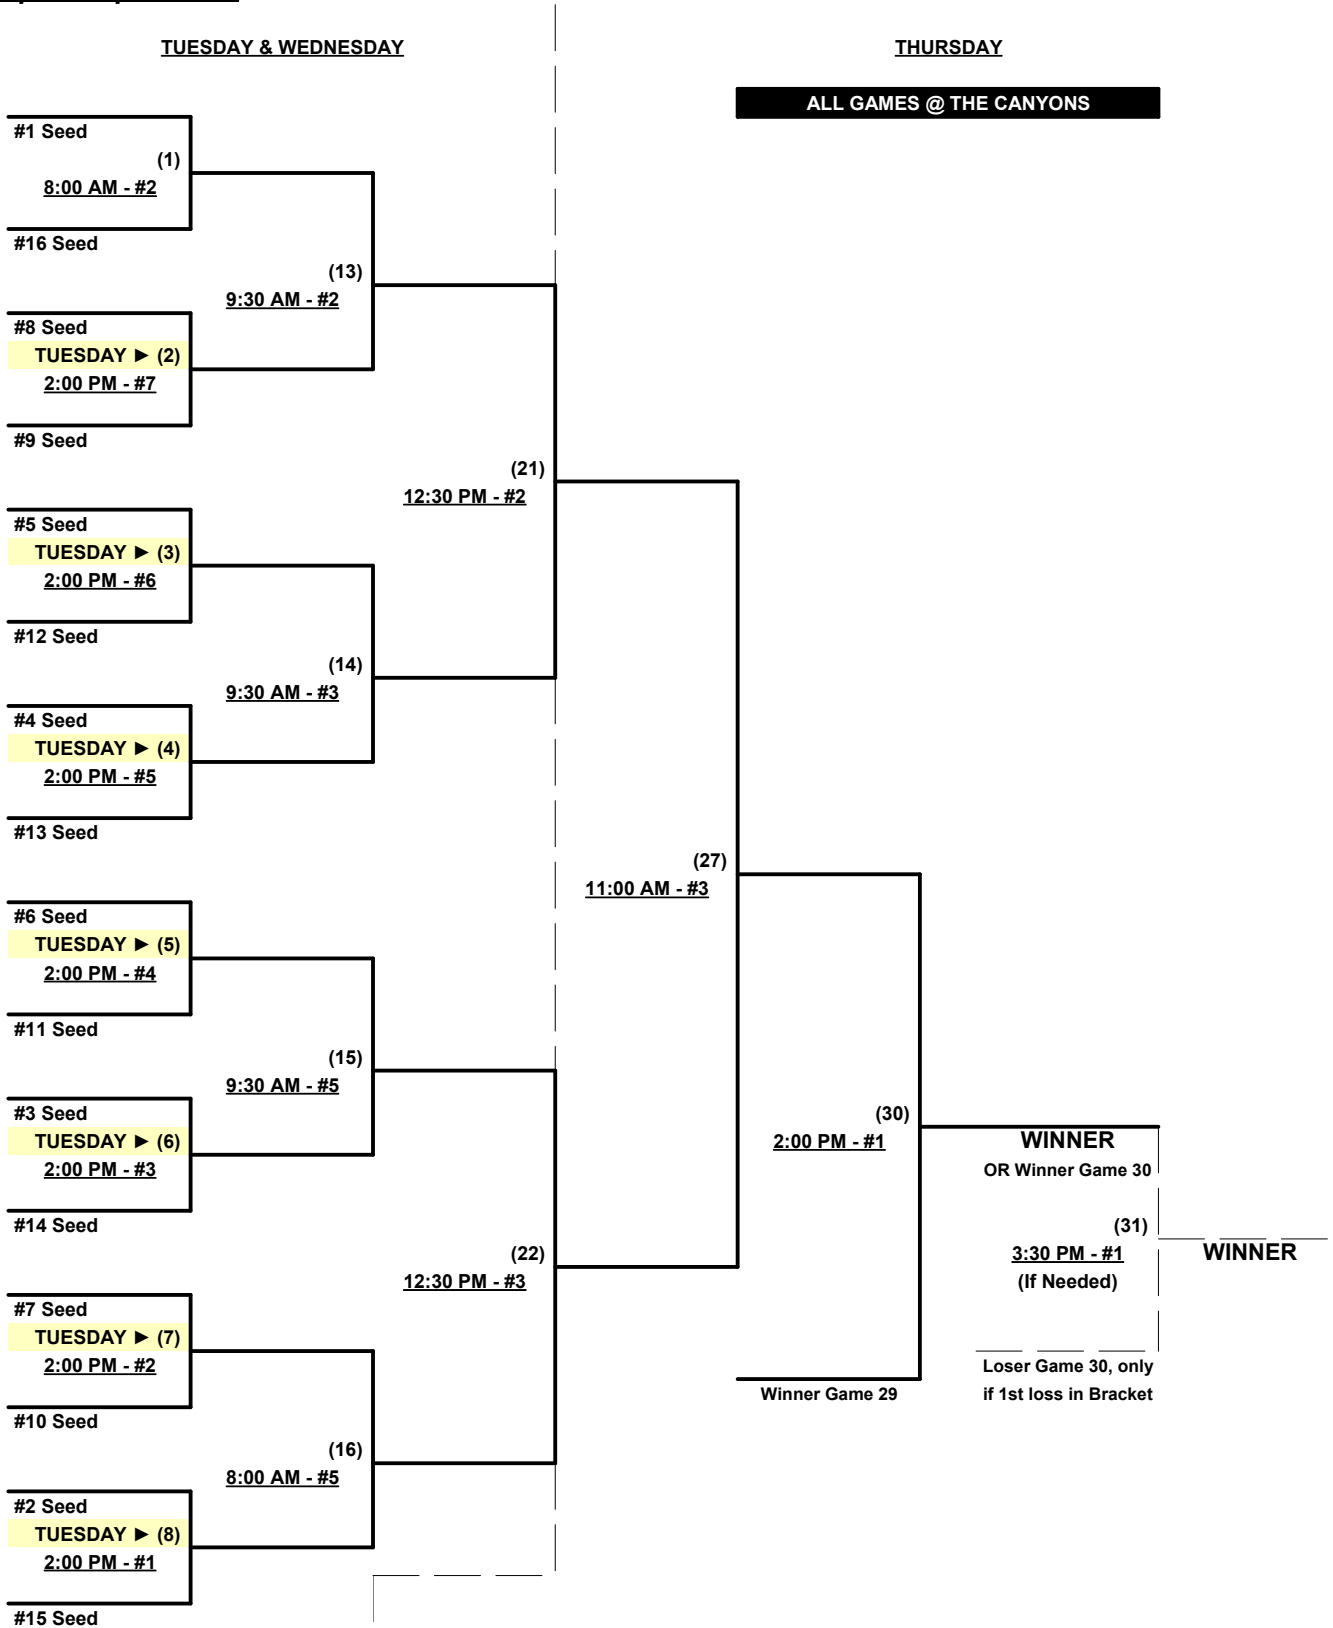 TUESDAY & WEDNESDAY
THURSDAY
ALL GAMES @ THE CANYONS
#1 Seed
(1)
8:00 AM - #2
#16 Seed
(13)
9:30 AM - #2
#8 Seed
TUESDAY ► (2)
2:00 PM - #7
#9 Seed
(21)
12:30 PM - #2
#5 Seed
TUESDAY ► (3)
2:00 PM - #6
#12 Seed
(14)
9:30 AM - #3
#4 Seed
TUESDAY ► (4)
2:00 PM - #5
#13 Seed
(27)
11:00 AM - #3
#6 Seed
TUESDAY ► (5)
2:00 PM - #4
#11 Seed
(15)
9:30 AM - #5
#3 Seed
TUESDAY ► (6)
2:00 PM - #3
#14 Seed
(30)
2:00 PM - #1
WINNER
OR Winner Game 30
(31)
3:30 PM - #1
(If Needed)
WINNER
(22)
12:30 PM - #3
#7 Seed
TUESDAY ► (7)
2:00 PM - #2
#10 Seed
Winner Game 29
Loser Game 30, only
if 1st loss in Bracket
(16)
8:00 AM - #5
#2 Seed
TUESDAY ► (8)
2:00 PM - #1
#15 Seed